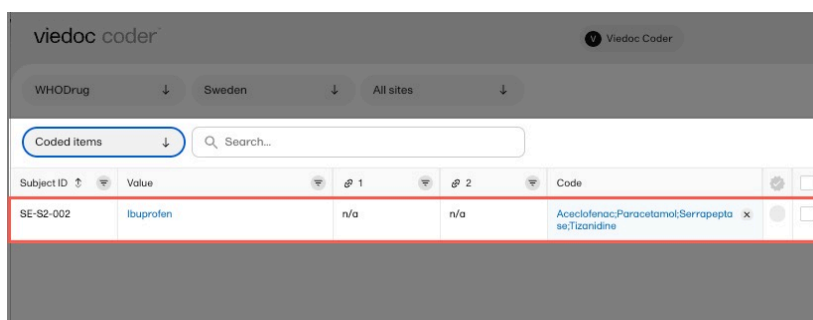 viedoc coder
V Viedoc Coder
WHODrug ↓ Sweden ↓ All sites ↓
Coded items ↓ Search...
Subject ID Value 1 2 Code
SE-S2-002 Ibuprofen n/a n/a Aceclofenac;Paracetamol;Serrapepta
se;Tizanidine